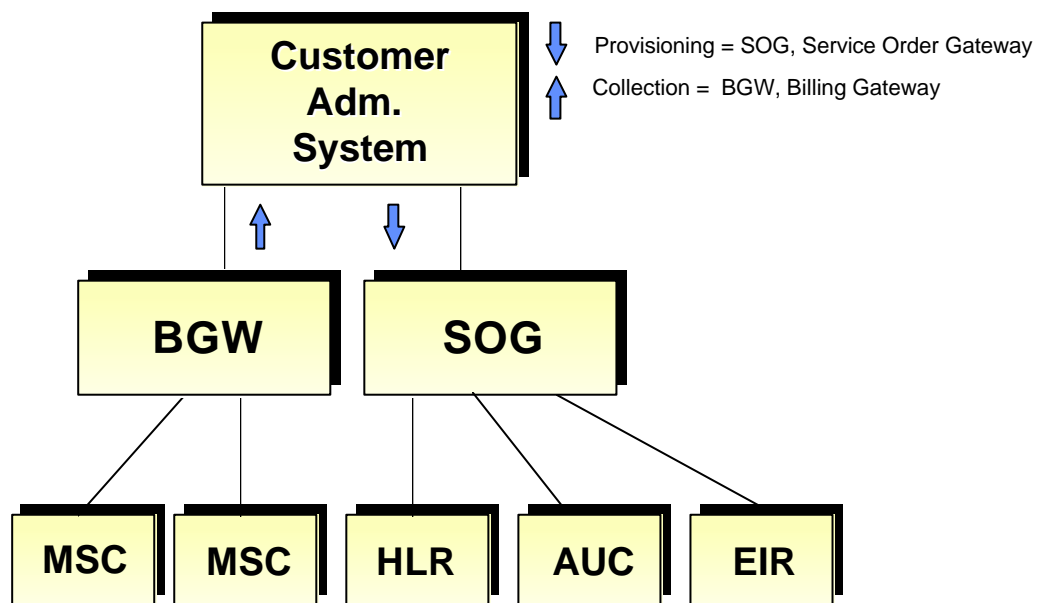 Customer
Adm.
System
Provisioning = SOG, Service Order Gateway
Collection = BGW, Billing Gateway
BGW
SOG
MSC
MSC
HLR
AUC
EIR